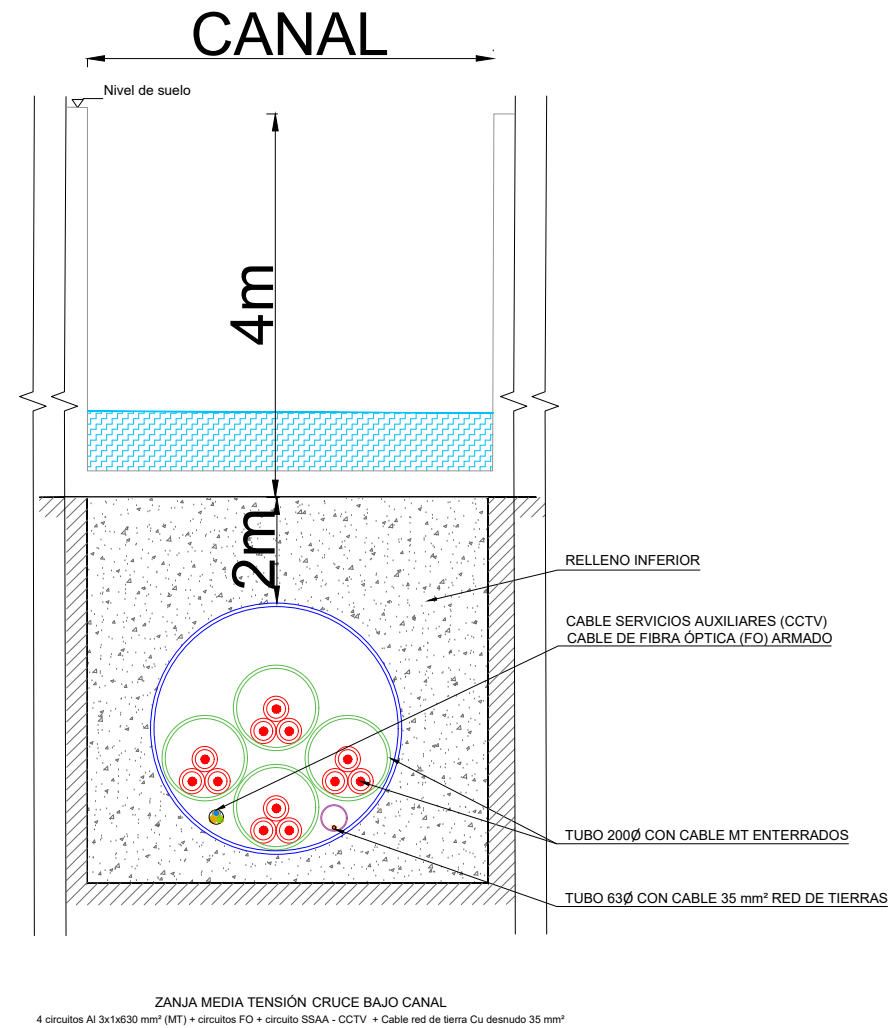 CANAL
Nivel de suelo
4m
2m
RELLENO INFERIOR
CABLE SERVICIOS AUXILIARES (CCTV)
CABLE DE FIBRA ÓPTICA (FO) ARMADO
TUBO 200Ø CON CABLE MT ENTERRADOS
TUBO 63Ø CON CABLE 35 mm² RED DE TIERRAS
ZANJA MEDIA TENSIÓN CRUCE BAJO CANAL
4 circuitos Al 3x1x630 mm² (MT) + circuitos FO + circuito SSAA - CCTV + Cable red de tierra Cu desnudo 35 mm²